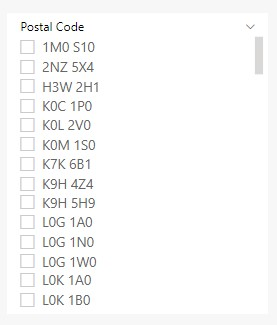 Postal Code
1M0 S10
2NZ 5X4
H3W 2H1
K0C 1P0
K0L 2V0
K0M 1S0
K7K 6B1
K9H 4Z4
K9H 5H9
L0G 1A0
L0G 1N0
L0G 1W0
L0K 1A0
L0K 1B0